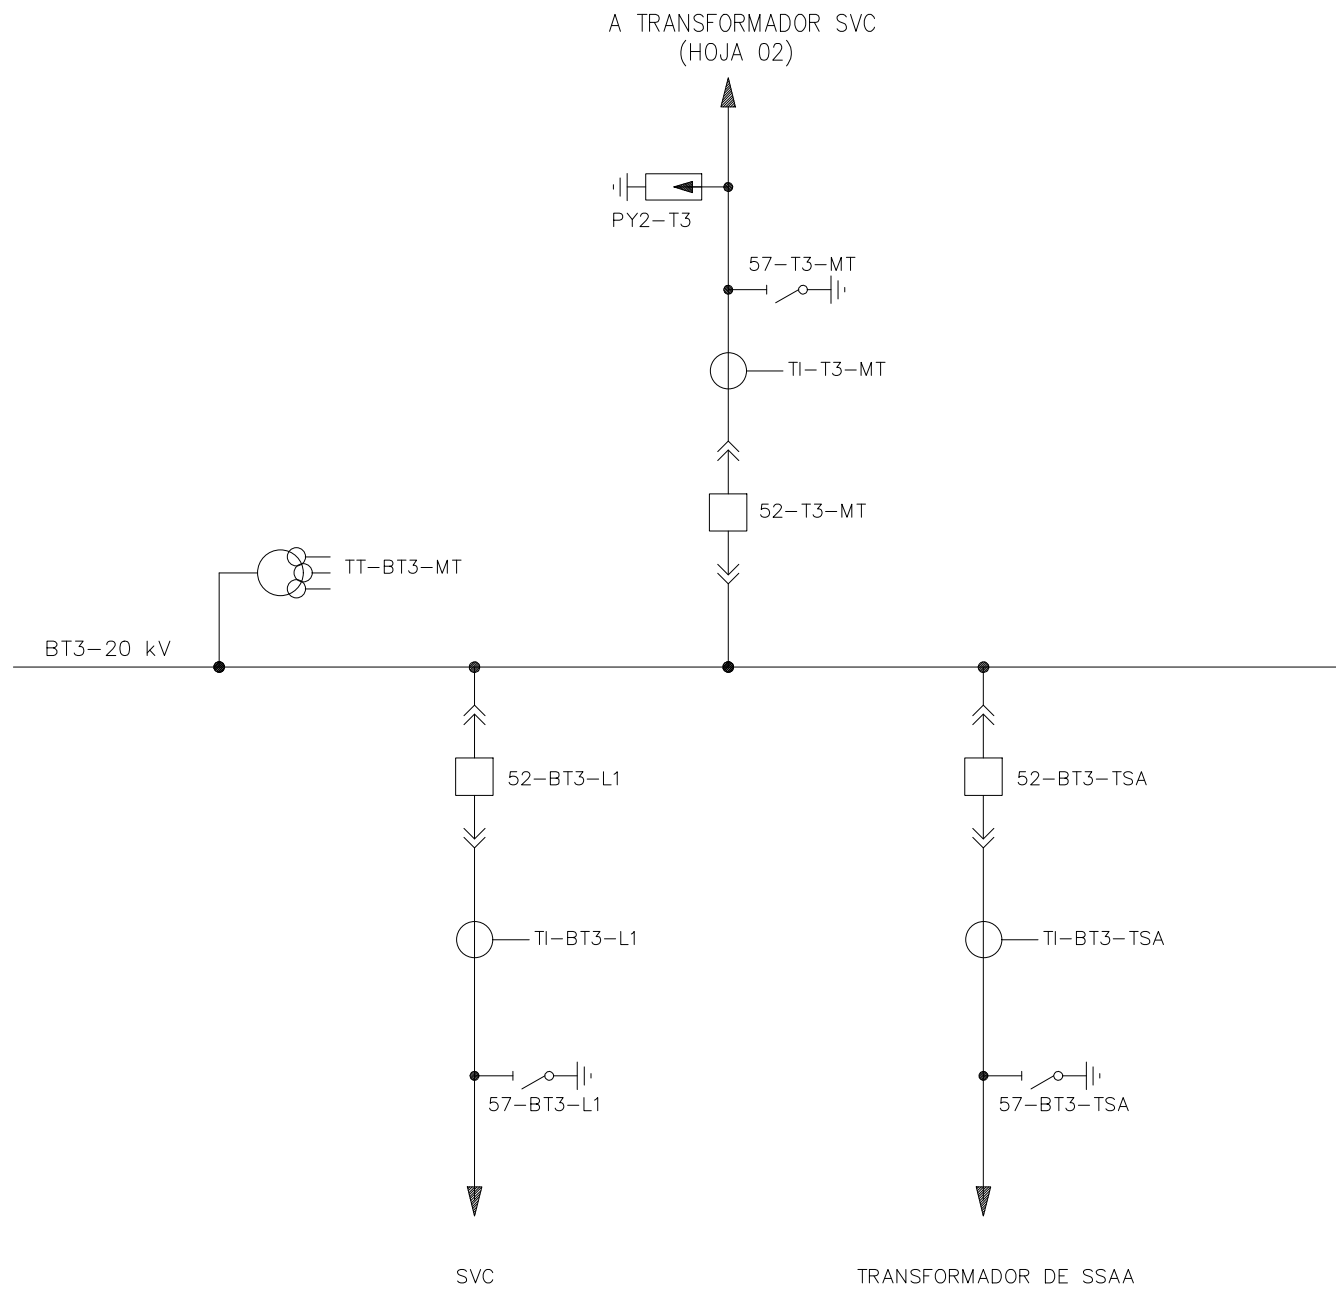 A TRANSFORMADOR SVC
(HOJA 02)
PY2-T3
57-T3-MT
TI-T3-MT
52-T3-MT
TT-BT3-MT
BT3-20 kV
52-BT3-L1
52-BT3-TSA
TI-BT3-L1
TI-BT3-TSA
57-BT3-L1
57-BT3-TSA
SVC
TRANSFORMADOR DE SSAA